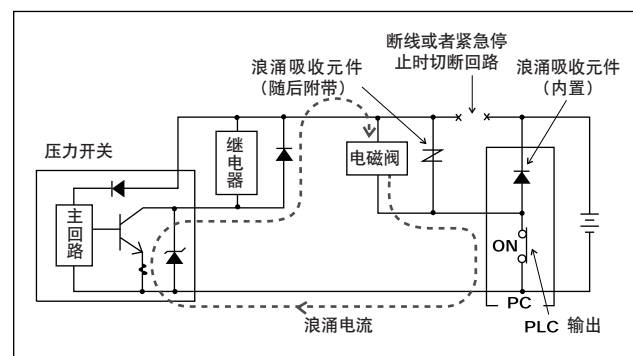 断线或者紧急停
止时切断回路
浪涌吸收元件
（随后附带）
浪涌吸收元件
（内置）
压力开关
继电器
电磁阀
主回路
ON
PC
PLC 输出
浪涌电流